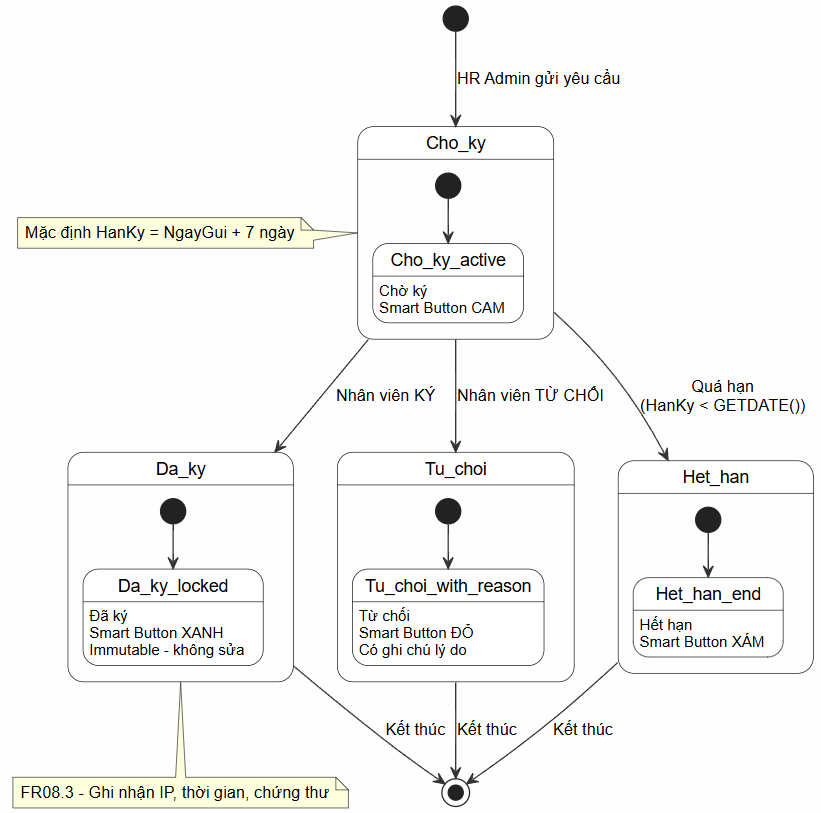 HR Admin gửi yêu cầu
Cho_ky
Mặc định HanKy = NgayGui + 7 ngày
Cho_ky_active
Chờ ký
Smart Button CAM
Nhân viên KÝ
Nhân viên TỪ CHỐI
Quá hạn
(HanKy < GETDATE())
Da_ky
Da_ky_locked
Đã ký
Smart Button XANH
Immutable - không sửa
Tu_choi
Tu_choi_with_reason
Từ chối
Smart Button ĐỎ
Có ghi chú lý do
Het_han
Het_han_end
Hết hạn
Smart Button XÁM
Kết thúc
Kết thúc
Kết thúc
FR08.3 - Ghi nhận IP, thời gian, chứng thư